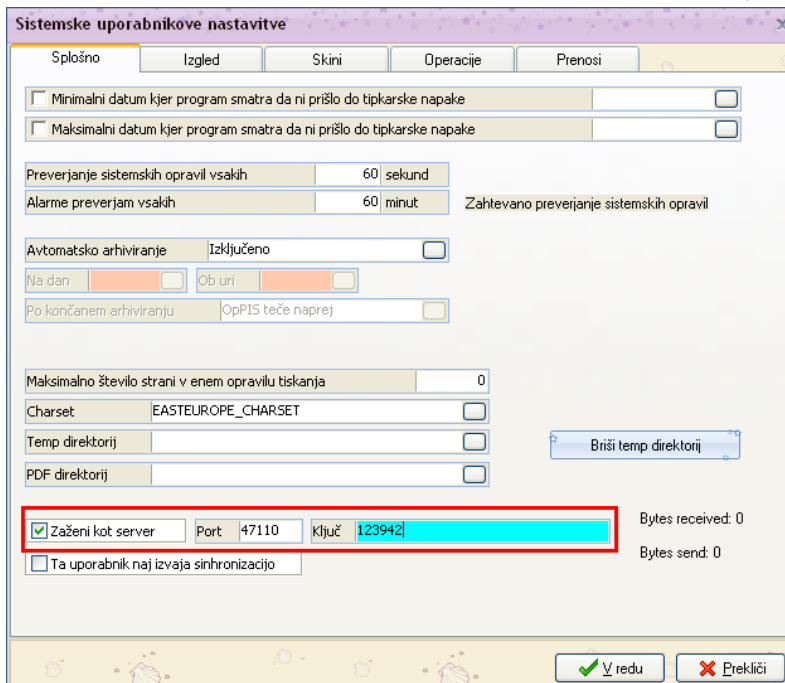 Sistemske uporabnikove nastavitve
Splošno Izgled Skini Operacije Prenosi
Minimalni datum kjer program smatra da ni prišlo do tipkarske napake
Maksimalni datum kjer program smatra da ni prišlo do tipkarske napake
Preverjanje sistemskih opravil vsakih 60 sekund
Alarme preverjam vsakih 60 minut Zahtevano preverjanje sistemskih opravil
Avtomatsko arhiviranje Izključeno
Na dan Ob uri
Po končanem arhiviranju OpPIS teče naprej
Maksimalno število strani v enem opravilu tiskanja 0
Charset EASTEUROPE_CHARSET
Temp direktorij Briši temp direktorij
PDF direktorij
Zaženi kot server Port 47110 Ključ 123942 Bytes received: 0
Ta uporabnik naj izvaja sinhronizacijo Bytes send: 0
V redu Prekliči